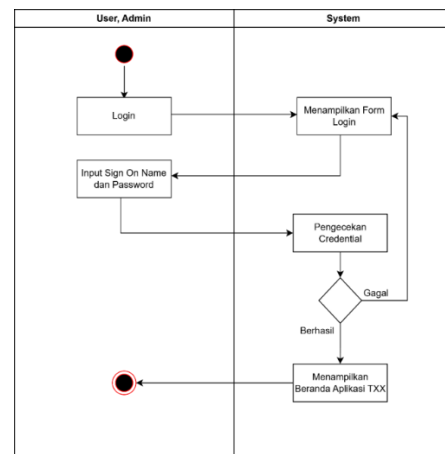 User, Admin
System
Login
Menampilkan Form
Login
Input Sign On Name
dan Password
Pengecekan
Credential
Gagal
Berhasil
Menampilkan
Beranda Aplikasi TXX